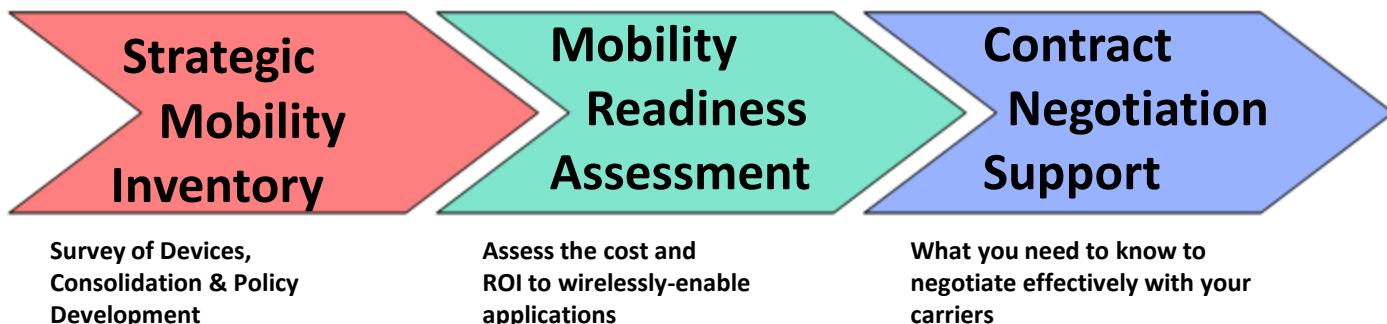 Strategic
Mobility
Inventory
Mobility
Readiness
Assessment
Contract
Negotiation
Support
Survey of Devices,
Consolidation & Policy
Development
Assess the cost and
ROI to wirelessly-enable
applications
What you need to know to
negotiate effectively with your
carriers